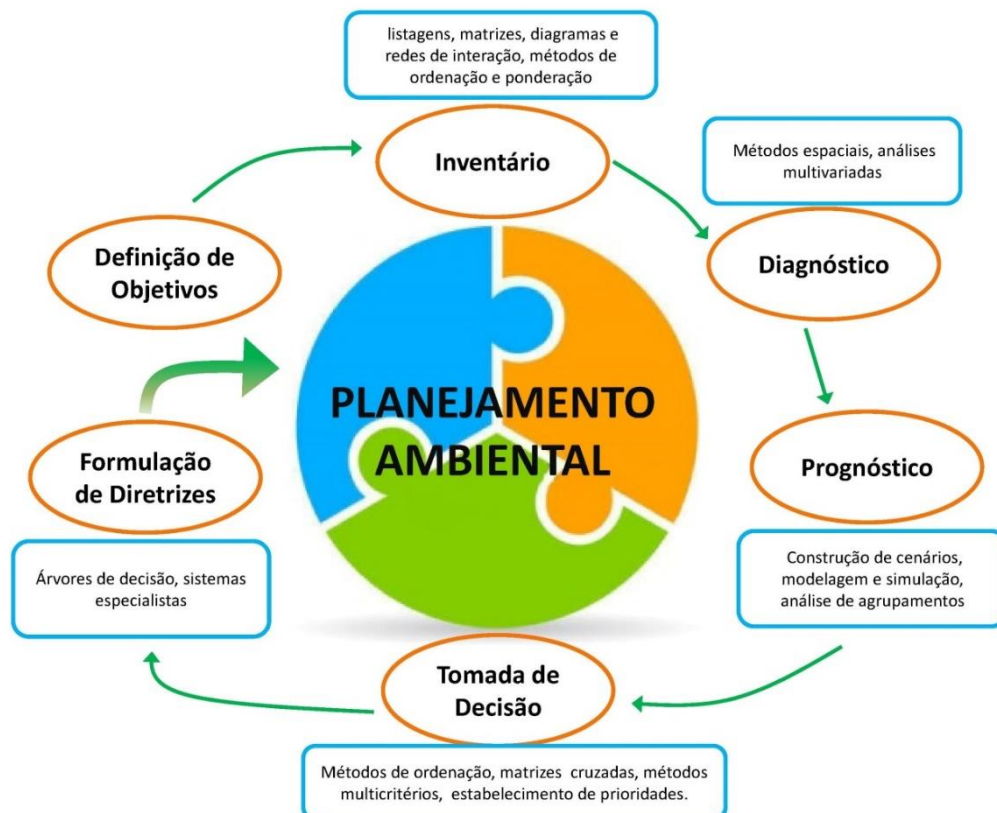 listagens, matrizes, diagramas e
redes de interação, métodos de
ordenação e ponderação
Inventário
Métodos espaciais, análises
multivariadas
Diagnóstico
Definição de
Objetivos
PLANEJAMENTO
AMBIENTAL
Formulação
de Diretrizes
Prognóstico
Árvores de decisão, sistemas
especialistas
Construção de cenários,
modelagem e simulação,
análise de agrupamentos
Tomada de
Decisão
Métodos de ordenação, matrizes cruzadas, métodos
multicritérios, estabelecimento de prioridades.